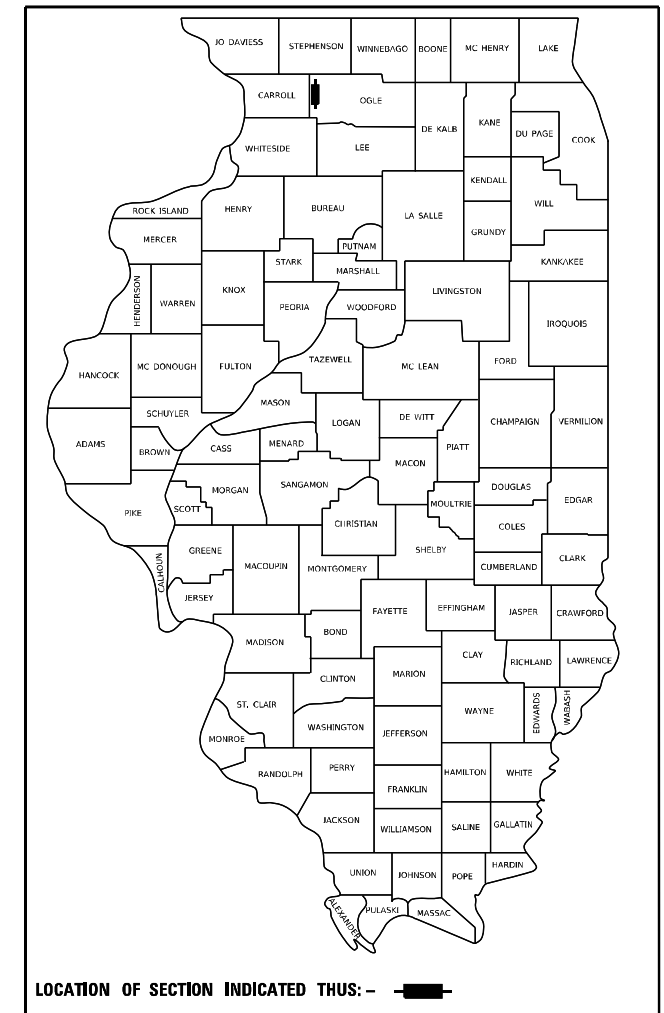 JO DAVIESS
STEPHENSON
WINNEBAGO
BOONE
MC HENRY
LAKE
CARROLL
OGLE
DE KALB
KANE
DU PAGE
COOK
WHITESIDE
LEE
KENDALL
ROCK ISLAND
HENRY
BUREAU
LA SALLE
WILL
GRUNDY
MERCER
PUTNAM
STARK
MARSHALL
KANKAKEE
HENDERSON
WARREN
KNOX
PEORIA
WOODFORD
LIVINGSTON
IROQUOIS
HANCOCK
MC DONOUGH
FULTON
TAZEWELL
MC LEAN
FORD
MASON
SCHUYLER
LOGAN
DE WITT
CHAMPAIGN
VERMILION
ADAMS
BROWN
CASS
MENARD
PIATT
MACON
MORGAN
SANGAMON
DOUGLAS
EDGAR
PIKE
SCOTT
MOULTRIE
CHRISTIAN
COLES
GREENE
SHELBY
CALHOUN
MACOUPIN
MONTGOMERY
CUMBERLAND
CLARK
JERSEY
FAYETTE
EFFINGHAM
JASPER
CRAWFORD
MADISON
BOND
CLAY
RICHLAND
LAWRENCE
CLINTON
MARION
ST. CLAIR
WAYNE
EDWARDS
WABASH
WASHINGTON
JEFFERSON
MONROE
RANDOLPH
PERRY
HAMILTON
WHITE
FRANKLIN
JACKSON
WILLIAMSON
SALINE
GALLATIN
UNION
JOHNSON
POPE
HARDIN
ALEXANDER
PULASKI
MASSAC
LOCATION OF SECTION INDICATED THUS: –